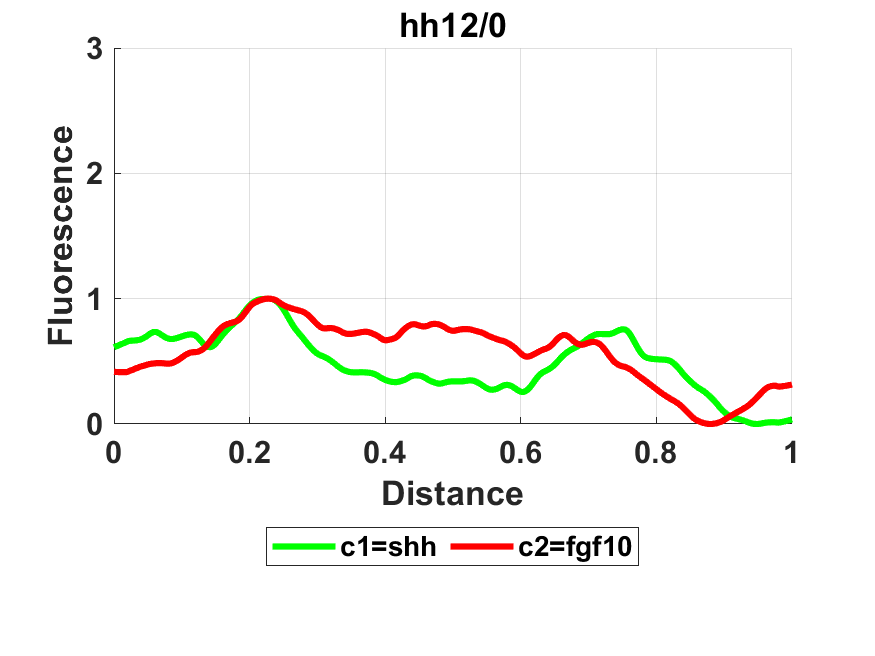 hh12/0
3
2
1
0
Fluorescence
0 0.2 0.4 0.6 0.8 1
Distance
c1=shh c2=fgf10